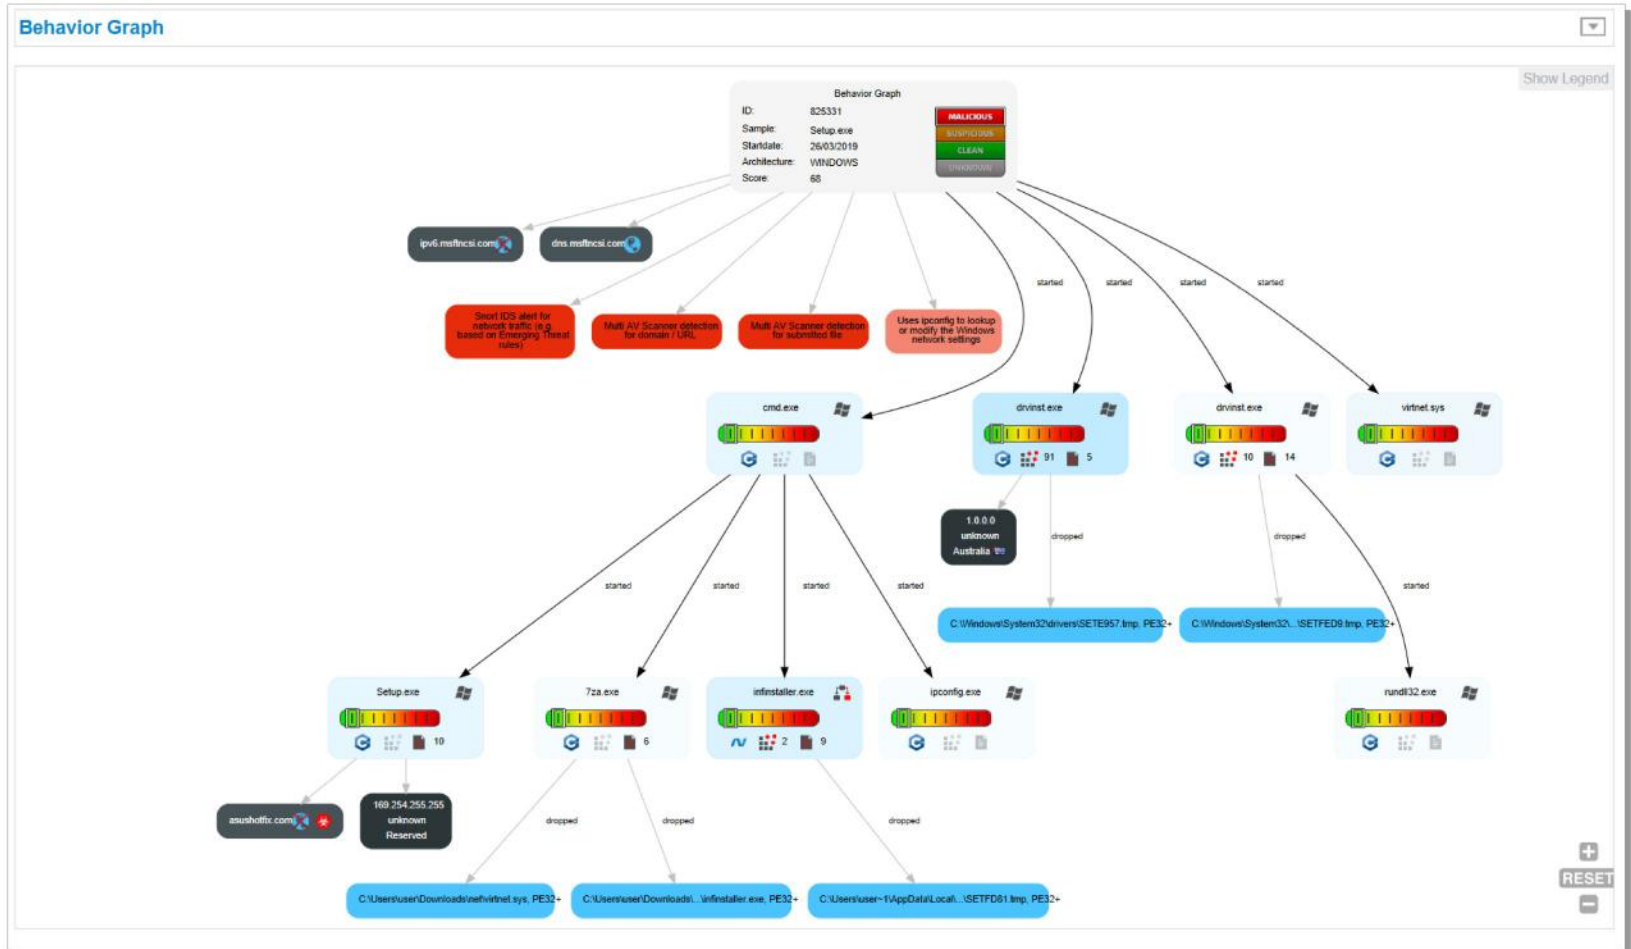 Behavior Graph
Show Legend
Behavior Graph
ID: 825331
Sample: Setup.exe
Startdate: 26/03/2019
Architecture: WINDOWS
Score: 68
MALICIOUS
SUSPICIOUS
CLEAN
UNKNOWN
ipv6.msftncsi.com
dns.msftncsi.com
started
started
started
started
Snort IDS alert for
network traffic (e.g.
based on Emerging Threat
rules)
Multi AV Scanner detection
for domain / URL
Multi AV Scanner detection
for submitted file
Uses ipconfig to lookup
or modify the Windows
network settings
cmd.exe
drvinst.exe
91
5
drvinst.exe
10
14
virtnet.sys
1.0.0.0
unknown
Australia
dropped
dropped
started
started
started
started
started
C:\Windows\System32\drivers\SETE957.tmp, PE32+
C:\Windows\System32\...\SETFED9.tmp, PE32+
Setup.exe
10
7za.exe
6
infinstaller.exe
2
9
ipconfig.exe
rundll32.exe
asushotfix.com
169.254.255.255
unknown
Reserved
dropped
dropped
dropped
C:\Users\user\Downloads\net\virtnet.sys, PE32+
C:\Users\user\Downloads\...\infinstaller.exe, PE32+
C:\Users\user~1\AppData\Local\...\SETFD81.tmp, PE32+
RESET